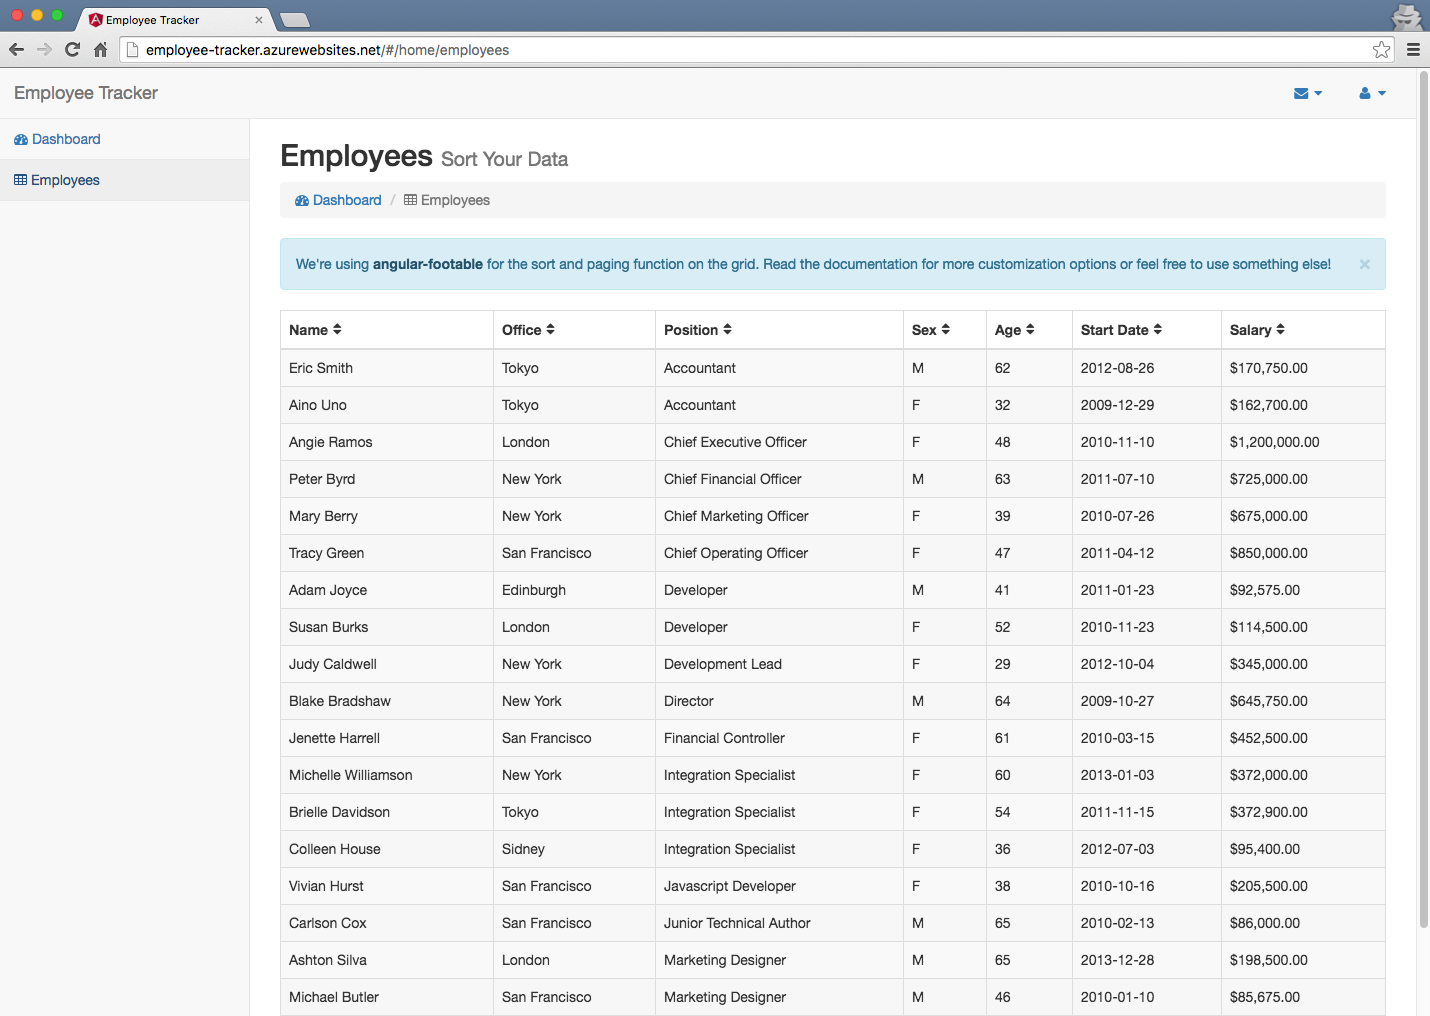 Employee Tracker
employee-tracker.azurewebsites.net/#/home/employees
Employee Tracker
Dashboard
Employees
Employees Sort Your Data
Dashboard / Employees
We're using angular-footable for the sort and paging function on the grid. Read the documentation for more customization options or feel free to use something else! ×
Name Office Position Sex Age Start Date Salary
Eric Smith Tokyo Accountant M 62 2012-08-26 $170,750.00
Aino Uno Tokyo Accountant F 32 2009-12-29 $162,700.00
Angie Ramos London Chief Executive Officer F 48 2010-11-10 $1,200,000.00
Peter Byrd New York Chief Financial Officer M 63 2011-07-10 $725,000.00
Mary Berry New York Chief Marketing Officer F 39 2010-07-26 $675,000.00
Tracy Green San Francisco Chief Operating Officer F 47 2011-04-12 $850,000.00
Adam Joyce Edinburgh Developer M 41 2011-01-23 $92,575.00
Susan Burks London Developer F 52 2010-11-23 $114,500.00
Judy Caldwell New York Development Lead F 29 2012-10-04 $345,000.00
Blake Bradshaw New York Director M 64 2009-10-27 $645,750.00
Jenette Harrell San Francisco Financial Controller F 61 2010-03-15 $452,500.00
Michelle Williamson New York Integration Specialist F 60 2013-01-03 $372,000.00
Brielle Davidson Tokyo Integration Specialist F 54 2011-11-15 $372,900.00
Colleen House Sidney Integration Specialist F 36 2012-07-03 $95,400.00
Vivian Hurst San Francisco Javascript Developer F 38 2010-10-16 $205,500.00
Carlson Cox San Francisco Junior Technical Author M 65 2010-02-13 $86,000.00
Ashton Silva London Marketing Designer M 65 2013-12-28 $198,500.00
Michael Butler San Francisco Marketing Designer M 46 2010-01-10 $85,675.00